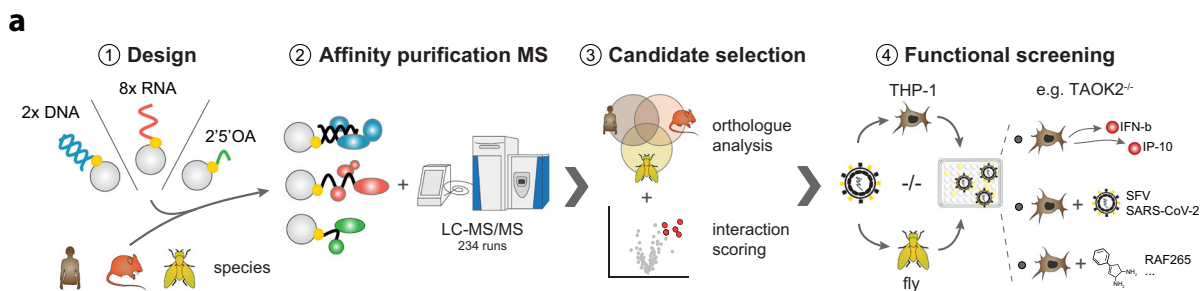 a
① Design
② Affinity purification MS
③ Candidate selection
④ Functional screening
2x DNA
8x RNA
2'5'OA
species
+
LC-MS/MS
234 runs
orthologue
analysis
+
interaction
scoring
THP-1
-/-
fly
e.g. TAOK2-/-
IFN-b
IP-10
+
SFV
SARS-CoV-2
+
NH2
NH2
RAF265
...